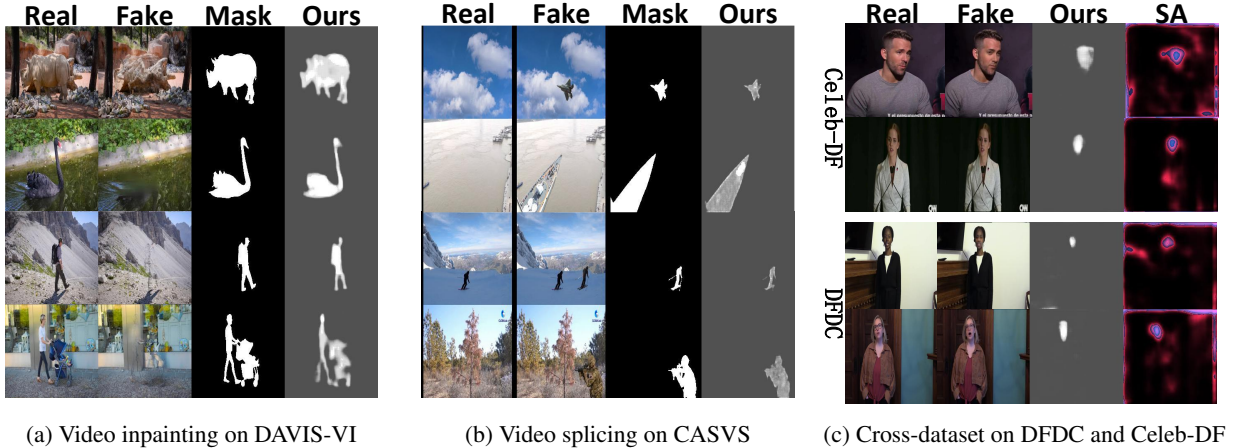 Real Fake Mask Ours
Real Fake Mask Ours
Real Fake Ours SA
Celeb-DF
DFDC
(a) Video inpainting on DAVIS-VI
(b) Video splicing on CASVS
(c) Cross-dataset on DFDC and Celeb-DF